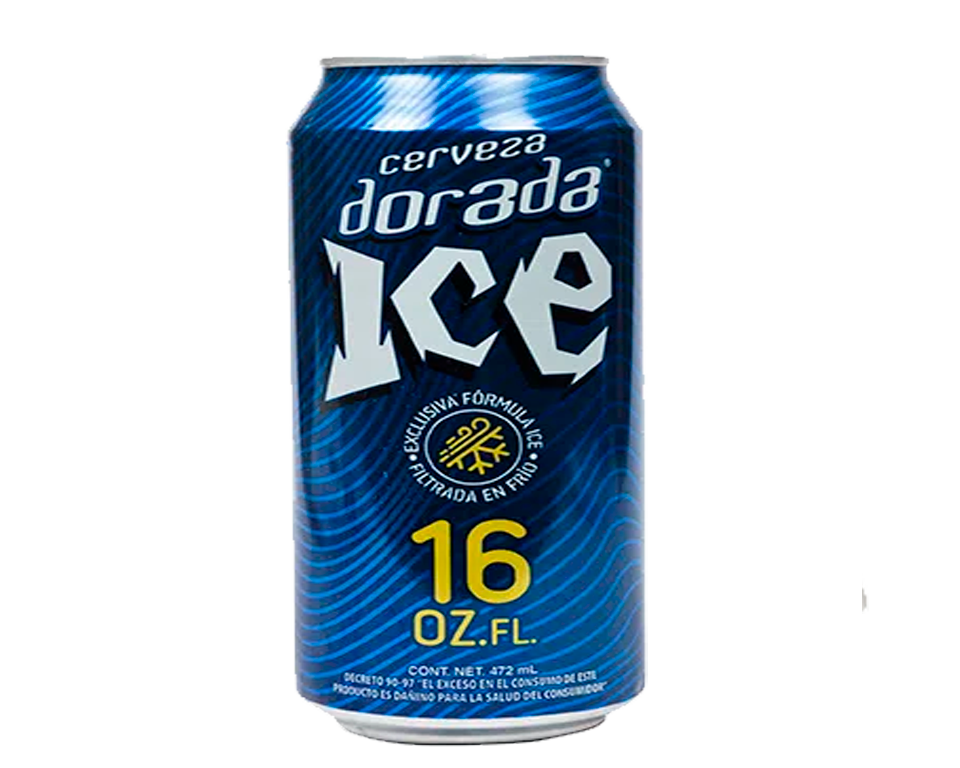 cerveza
dorada
Ice
EXCLUSIVA FÓRMULA ICE
• FILTRADA EN FRÍO •
16
OZ.FL.
CONT. NET. 472 mL
DECRETO 90-97 "EL EXCESO EN EL CONSUMO DE ESTE
PRODUCTO ES DAÑINO PARA LA SALUD DEL CONSUMIDOR"